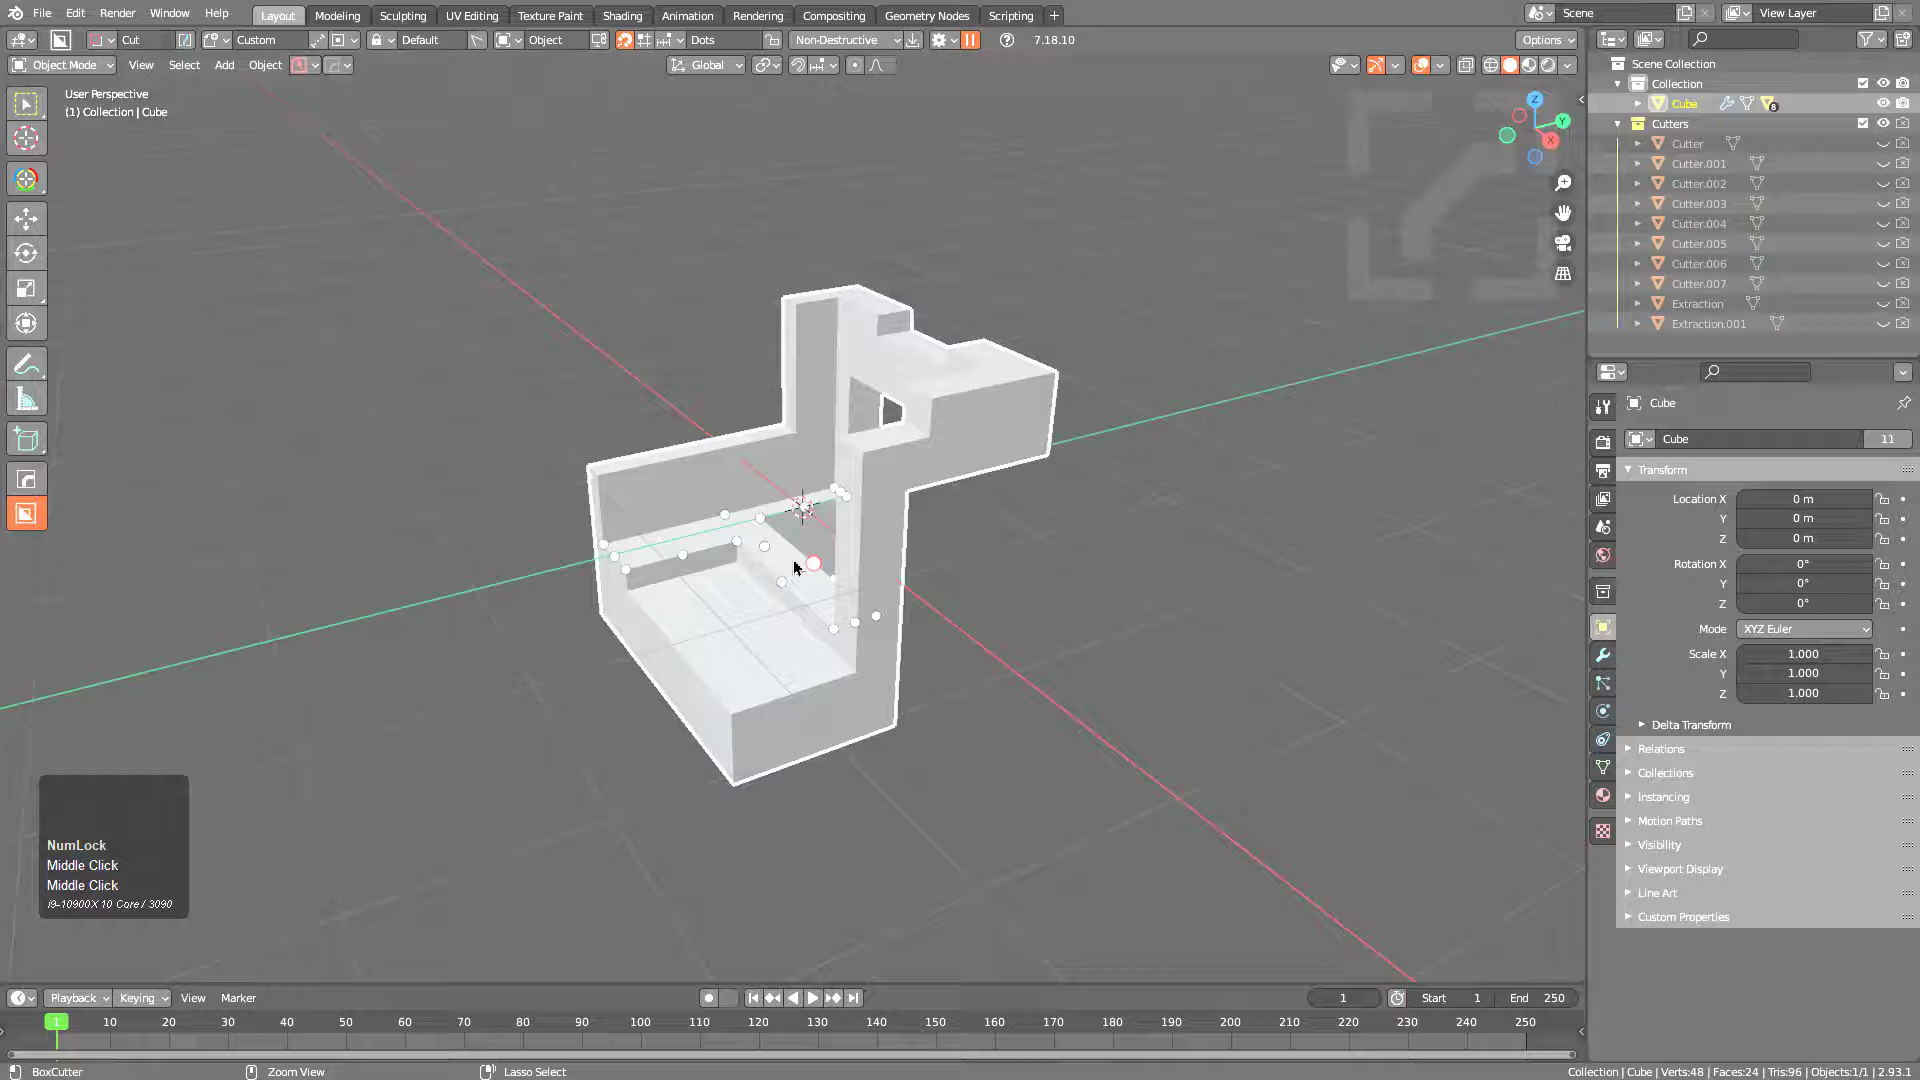 File Edit Render Window Help Layout Modeling Sculpting UV Editing Texture Paint Shading Animation Rendering Compositing Geometry Nodes Scripting + Scene View Layer
Cut Custom Default Object Dots Non-Destructive 7.18.10 Options
Object Mode View Select Add Object Global
User Perspective
(1) Collection | Cube
Z
Y
X
Scene Collection
Collection
Cube 8
Cutters
Cutter
Cutter.001
Cutter.002
Cutter.003
Cutter.004
Cutter.005
Cutter.006
Cutter.007
Extraction
Extraction.001
Cube
Cube 11
Transform
Location X 0 m
Y 0 m
Z 0 m
Rotation X 0°
Y 0°
Z 0°
Mode XYZ Euler
Scale X 1.000
Y 1.000
Z 1.000
Delta Transform
Relations
Collections
Instancing
Motion Paths
Visibility
Viewport Display
Line Art
Custom Properties
NumLock
Middle Click
Middle Click
i9-10900X 10 Core / 3090
Playback Keying View Marker 1 Start 1 End 250
1 10 20 30 40 50 60 70 80 90 100 110 120 130 140 150 160 170 180 190 200 210 220 230 240 250
BoxCutter Zoom View Lasso Select Collection | Cube | Verts:48 | Faces:24 | Tris:96 | Objects:1/1 | 2.93.1